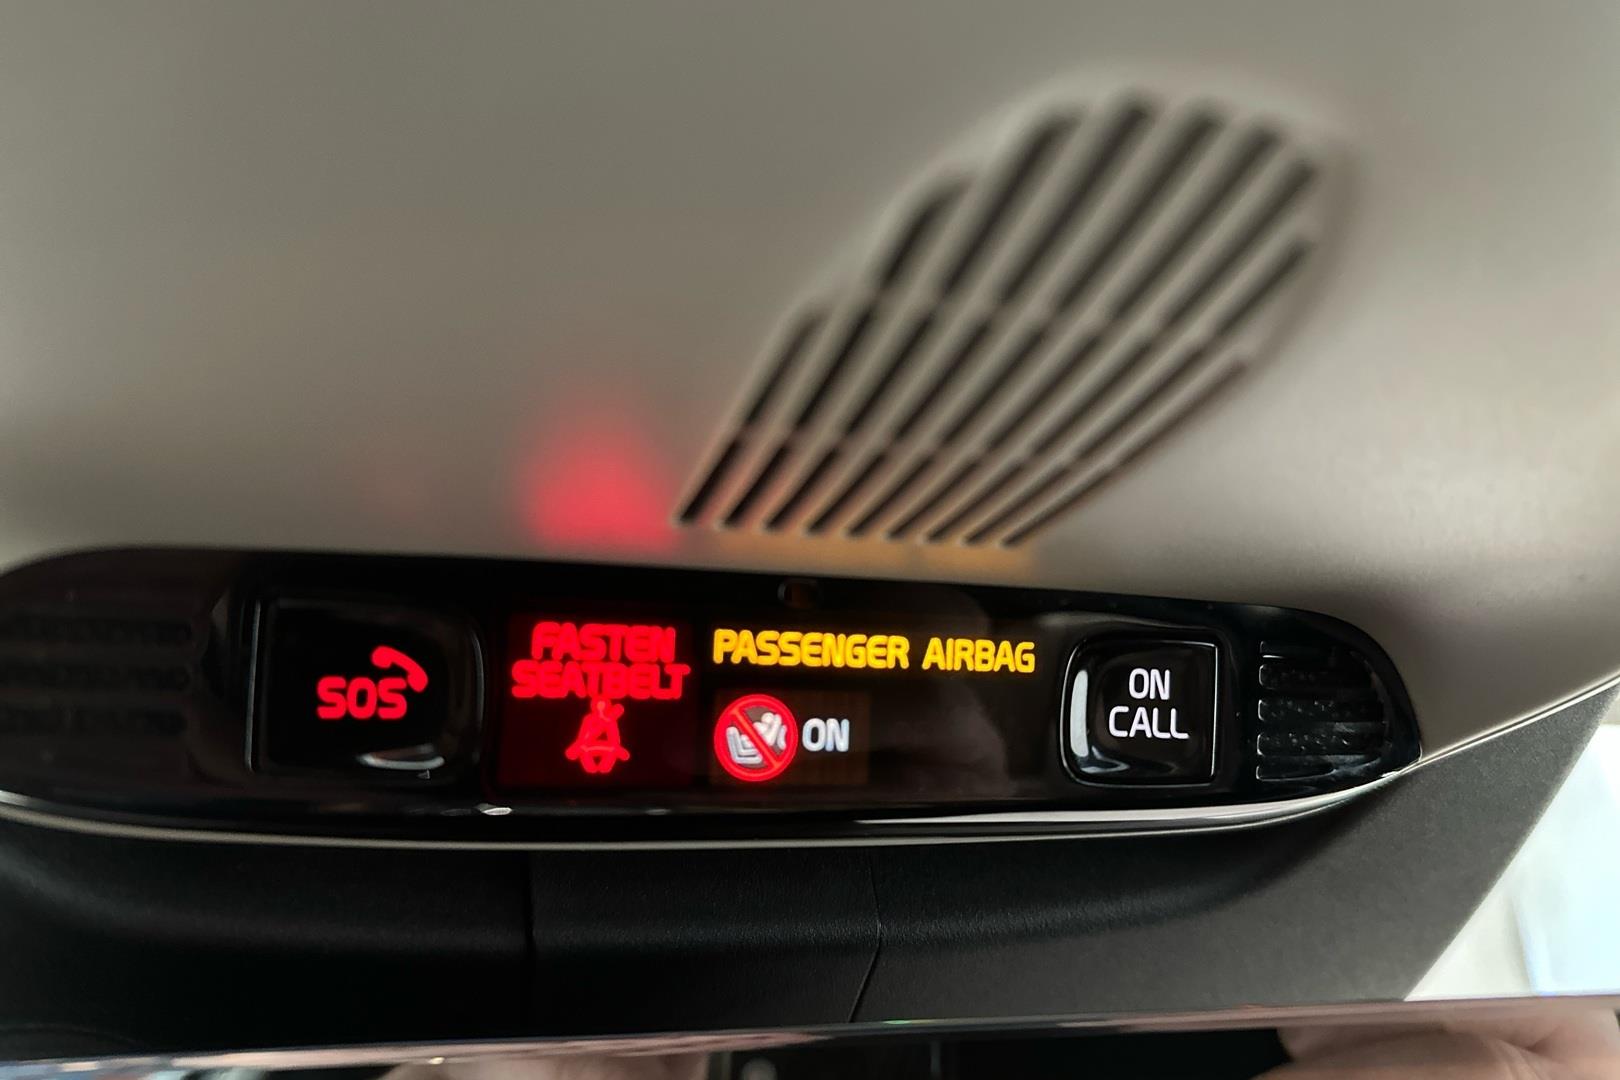 SOS
FASTEN
SEATBELT
PASSENGER AIRBAG
ON
ON
CALL